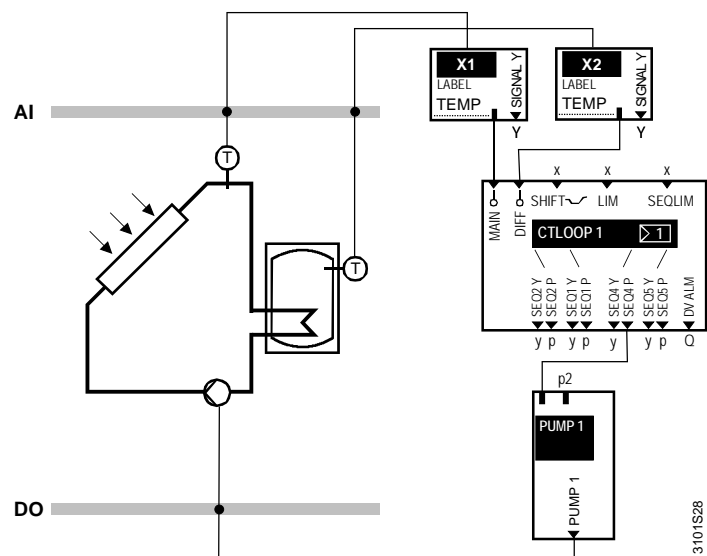 X1
LABEL
TEMP
SIGNAL Y
Y
X2
LABEL
TEMP
SIGNAL Y
Y
AI
T
T
x
x
x
MAIN
DIFF
SHIFT
LIM
SEQLIM
CTLOOP 1
1
SEQ2 Y
SEQ2 P
SEQ1 Y
SEQ1 P
SEQ4 Y
SEQ4 P
SEQ5 Y
SEQ5 P
DV ALM
y p y p y y p Q
p2
PUMP 1
PUMP 1
DO
3101S28